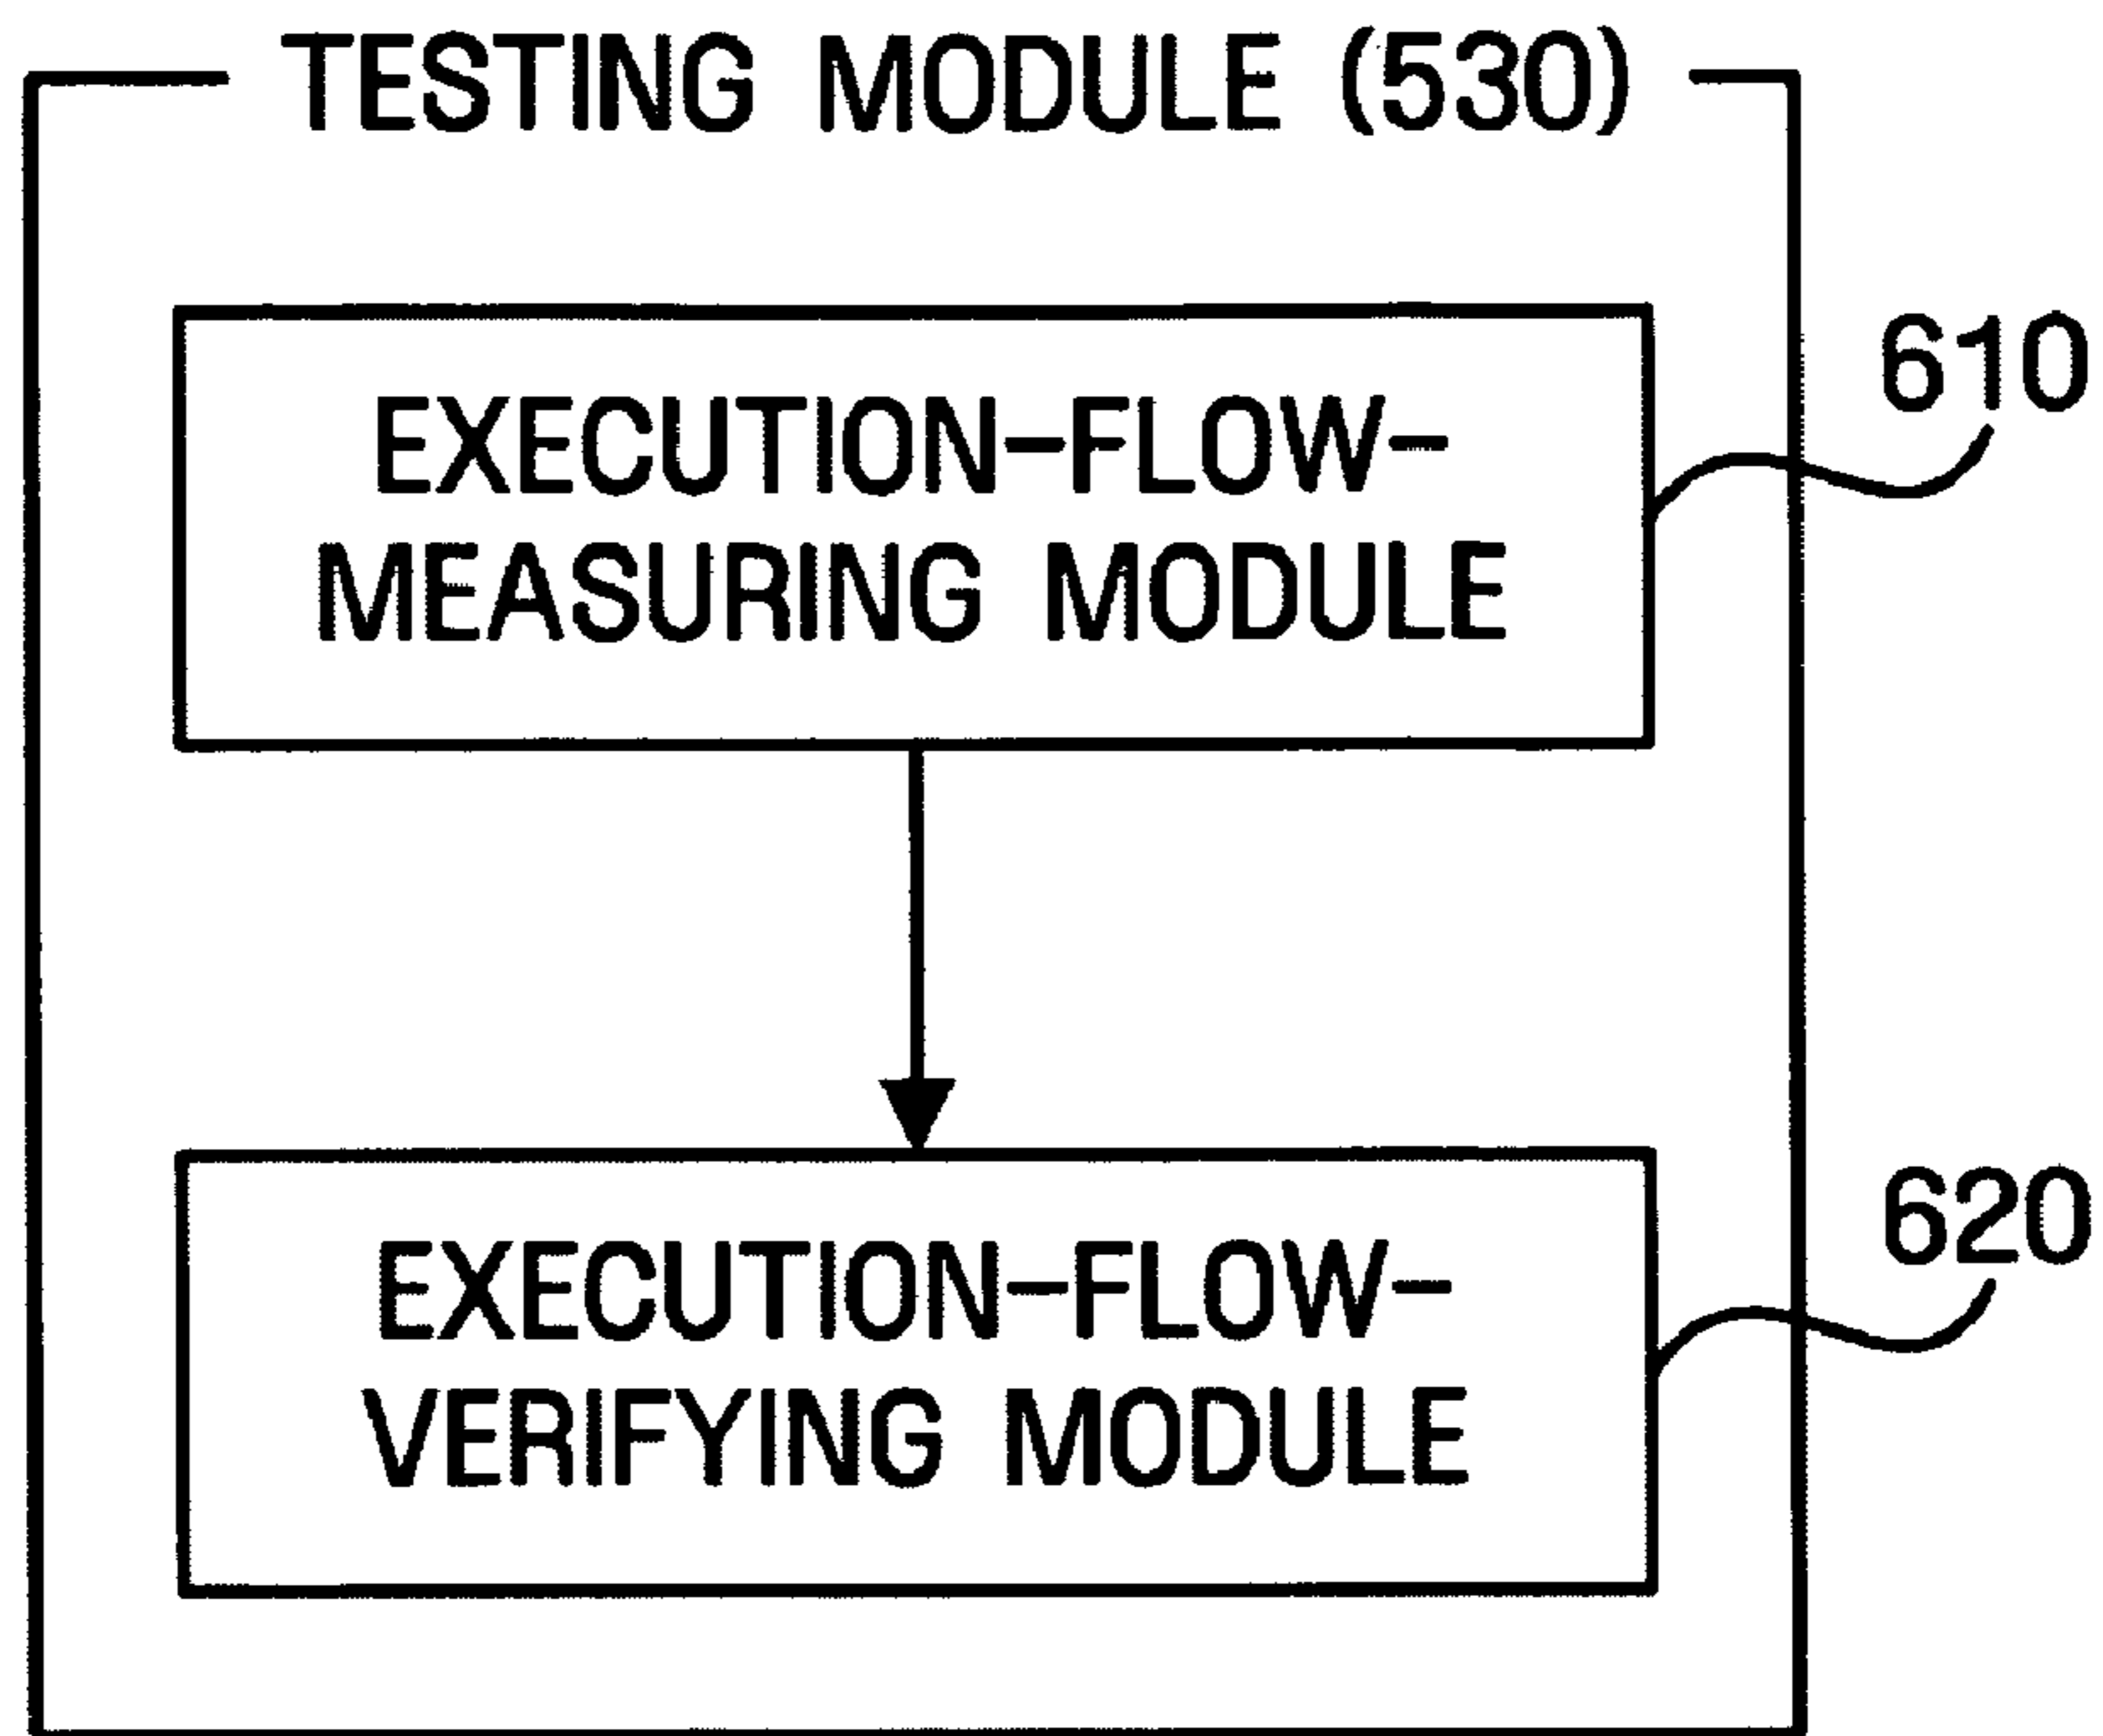 TESTING MODULE (530)
EXECUTION-FLOW-
MEASURING MODULE
610
EXECUTION-FLOW-
VERIFYING MODULE
620